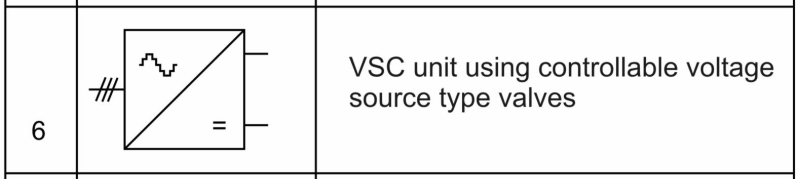 6
VSC unit using controllable voltage
source type valves
=